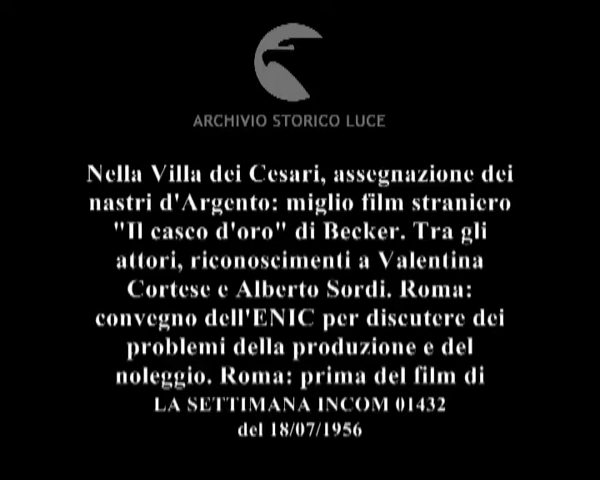 ARCHIVIO STORICO LUCE
Nella Villa dei Cesari, assegnazione dei
nastri d'Argento: miglio film straniero
"Il casco d'oro" di Becker. Tra gli
attori, riconoscimenti a Valentina
Cortese e Alberto Sordi. Roma:
convegno dell'ENIC per discutere dei
problemi della produzione e del
noleggio. Roma: prima del film di
LA SETTIMANA INCOM 01432
del 18/07/1956